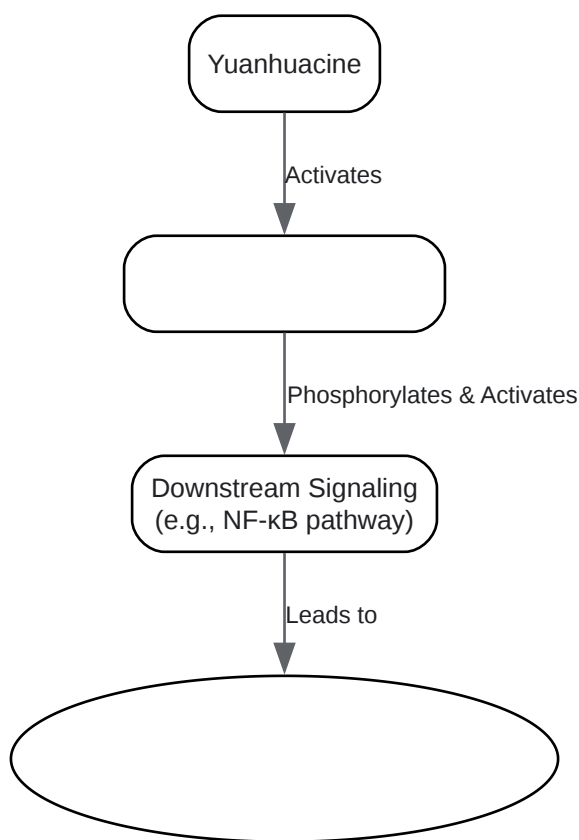 Yuanhuacine
Activates
Phosphorylates & Activates
Downstream Signaling
(e.g., NF-κB pathway)
Leads to